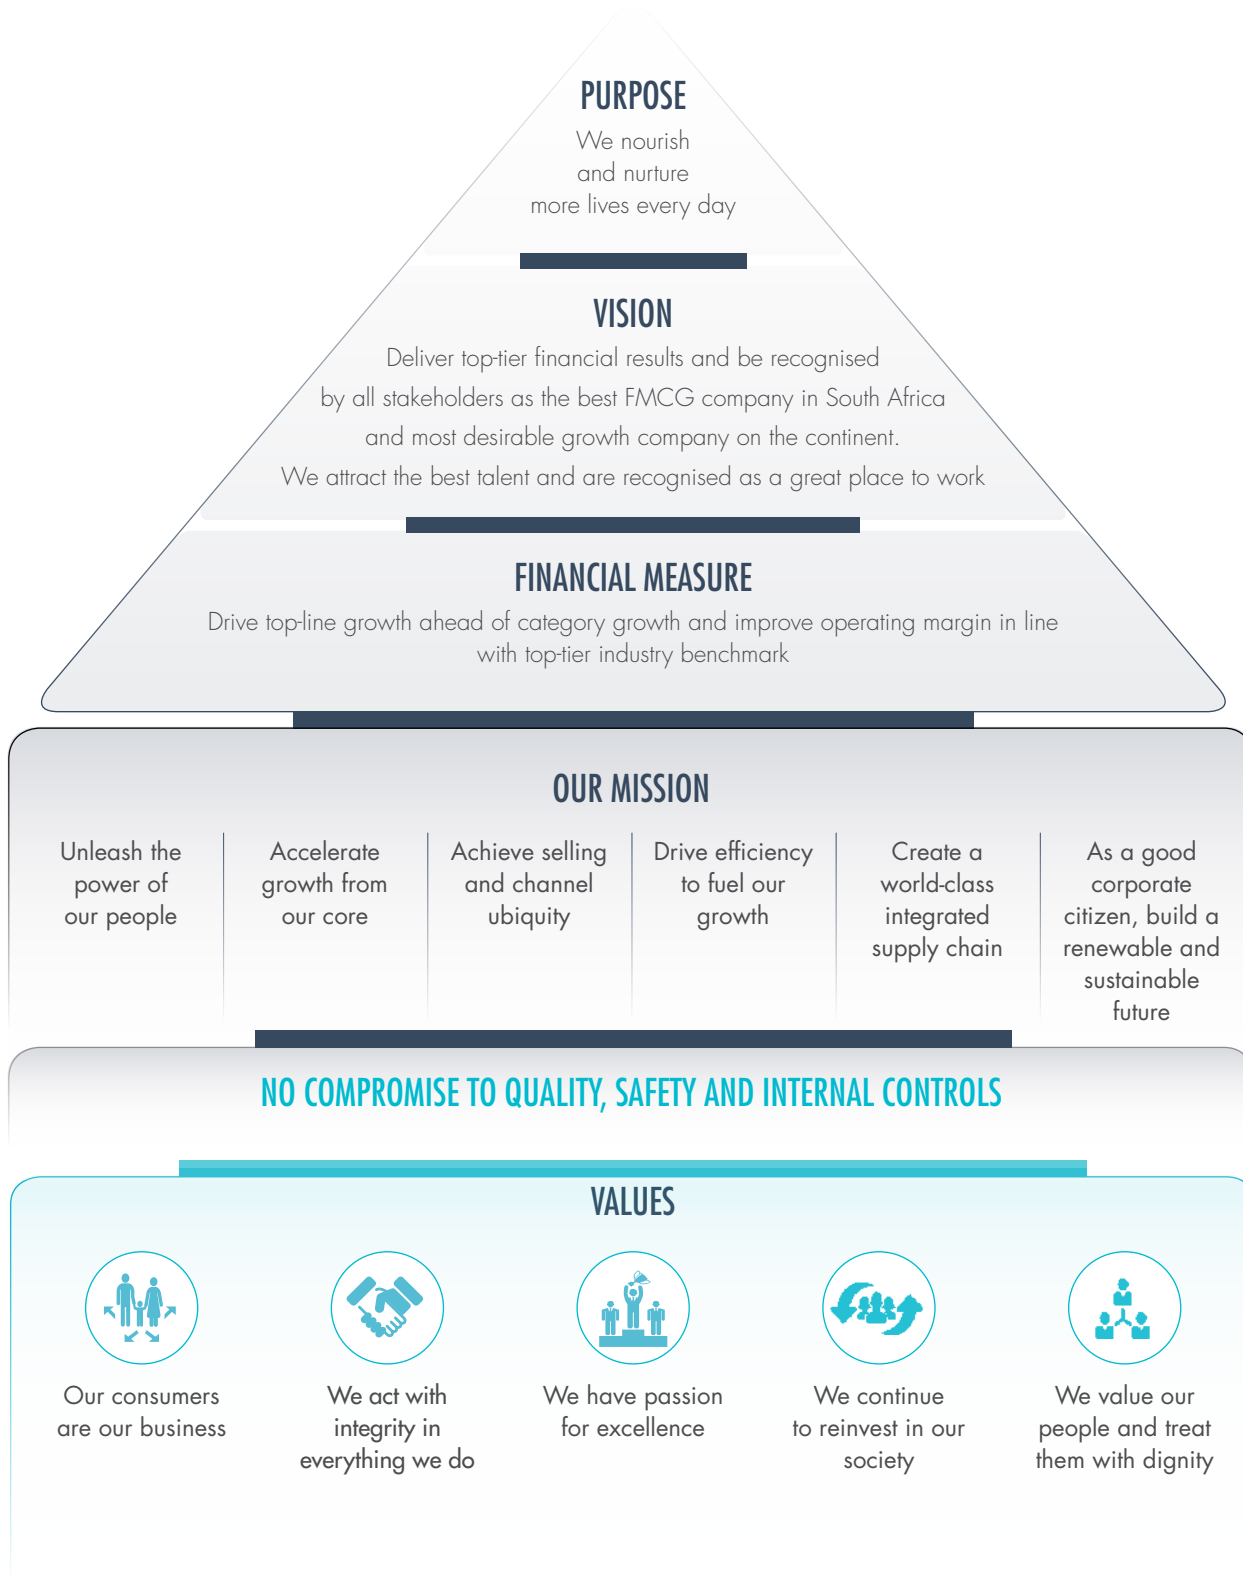 PURPOSE
We nourish
and nurture
more lives every day
VISION
Deliver top-tier financial results and be recognised
by all stakeholders as the best FMCG company in South Africa
and most desirable growth company on the continent.
We attract the best talent and are recognised as a great place to work
FINANCIAL MEASURE
Drive top-line growth ahead of category growth and improve operating margin in line
with top-tier industry benchmark
OUR MISSION
Unleash the
power of
our people
Accelerate
growth from
our core
Achieve selling
and channel
ubiquity
Drive efficiency
to fuel our
growth
Create a
world-class
integrated
supply chain
As a good
corporate
citizen, build a
renewable and
sustainable
future
NO COMPROMISE TO QUALITY, SAFETY AND INTERNAL CONTROLS
VALUES
Our consumers
are our business
We act with
integrity in
everything we do
We have passion
for excellence
We continue
to reinvest in our
society
We value our
people and treat
them with dignity